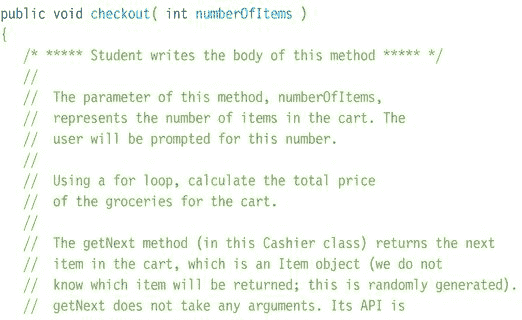 public void checkout( int numberOfItems )
{
/* ***** Student writes the body of this method ***** */
//
// The parameter of this method, numberOfItems,
// represents the number of items in the cart. The
// user will be prompted for this number.
//
// Using a for loop, calculate the total price
// of the groceries for the cart.
//
// The getNext method (in this Cashier class) returns the next
// item in the cart, which is an Item object (we do not
// know which item will be returned; this is randomly generated).
// getNext does not take any arguments. Its API is